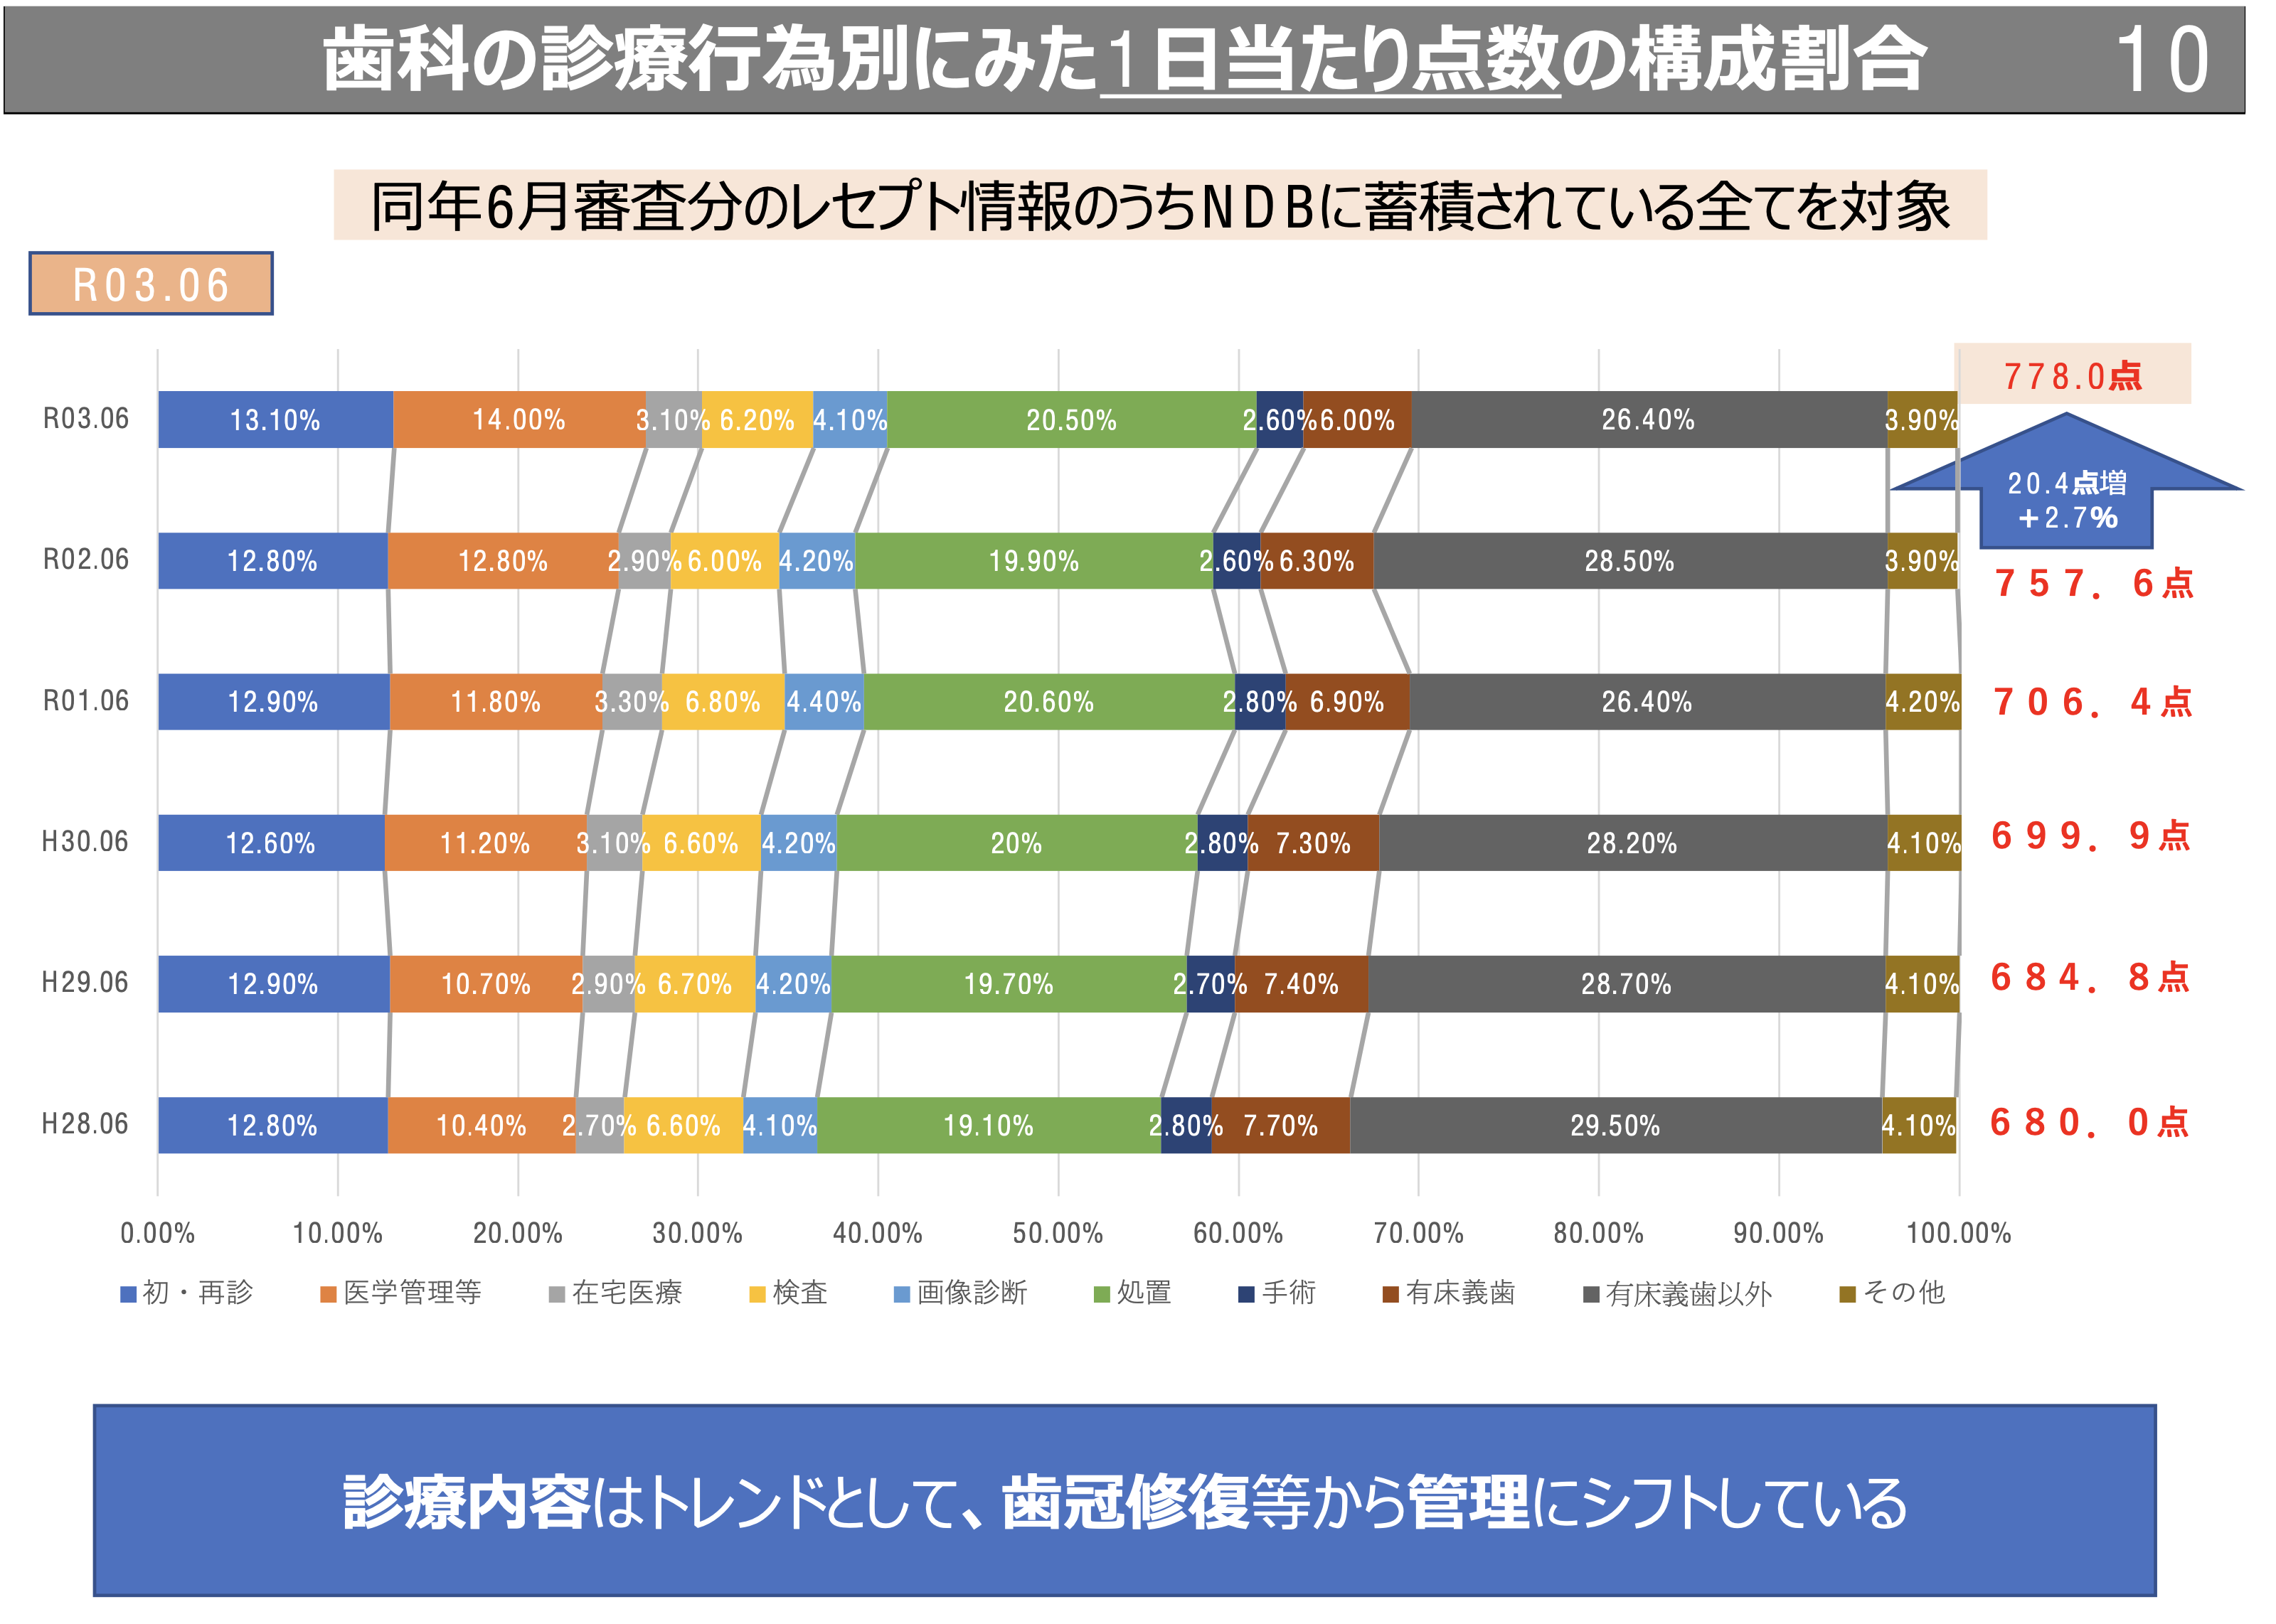 歯科の診療行為別にみた1日当たり点数の構成割合 10
同年6月審査分のレセプト情報のうちNDBに蓄積されている全てを対象
R03.06
778.0点
R03.06 13.10% 14.00% 3.10% 6.20% 4.10% 20.50% 2.60% 6.00% 26.40% 3.90%
20.4点増
+2.7%
R02.06 12.80% 12.80% 2.90% 6.00% 4.20% 19.90% 2.60% 6.30% 28.50% 3.90%
757.6点
R01.06 12.90% 11.80% 3.30% 6.80% 4.40% 20.60% 2.80% 6.90% 26.40% 4.20% 706.4点
H30.06 12.60% 11.20% 3.10% 6.60% 4.20% 20% 2.80% 7.30% 28.20% 4.10% 699.9点
H29.06 12.90% 10.70% 2.90% 6.70% 4.20% 19.70% 2.70% 7.40% 28.70% 4.10% 684.8点
H28.06 12.80% 10.40% 2.70% 6.60% 4.10% 19.10% 2.80% 7.70% 29.50% 4.10% 680.0点
0.00% 10.00% 20.00% 30.00% 40.00% 50.00% 60.00% 70.00% 80.00% 90.00% 100.00%
初・再診 医学管理等 在宅医療 検査 画像診断 処置 手術 有床義歯 有床義歯以外 その他
診療内容はトレンドとして、歯冠修復等から管理にシフトしている